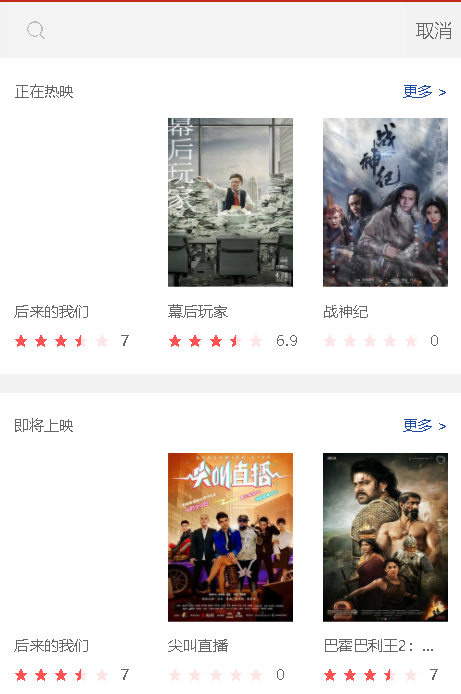 取消
正在热映
更多 >
幕后玩家
4.28
战神纪
后来的我们
幕后玩家
战神纪
7
6.9
0
即将上映
更多 >
尖叫直播
后来的我们
尖叫直播
巴霍巴利王2：...
7
0
7